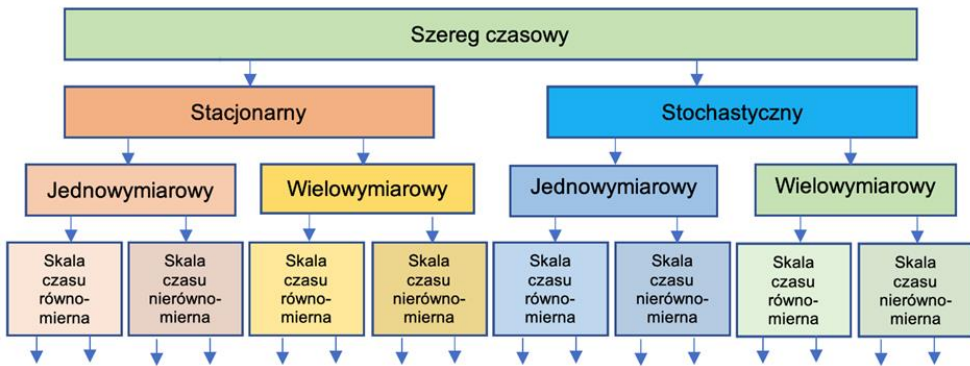 Szereg czasowy
Stacjonarny
Stochastyczny
Jednowymiarowy
Wielowymiarowy
Jednowymiarowy
Wielowymiarowy
Skala
czasu
równo-
mierna
Skala
czasu
nierówno-
mierna
Skala
czasu
równo-
mierna
Skala
czasu
nierówno-
mierna
Skala
czasu
równo-
mierna
Skala
czasu
nierówno-
mierna
Skala
czasu
równo-
mierna
Skala
czasu
nierówno-
mierna